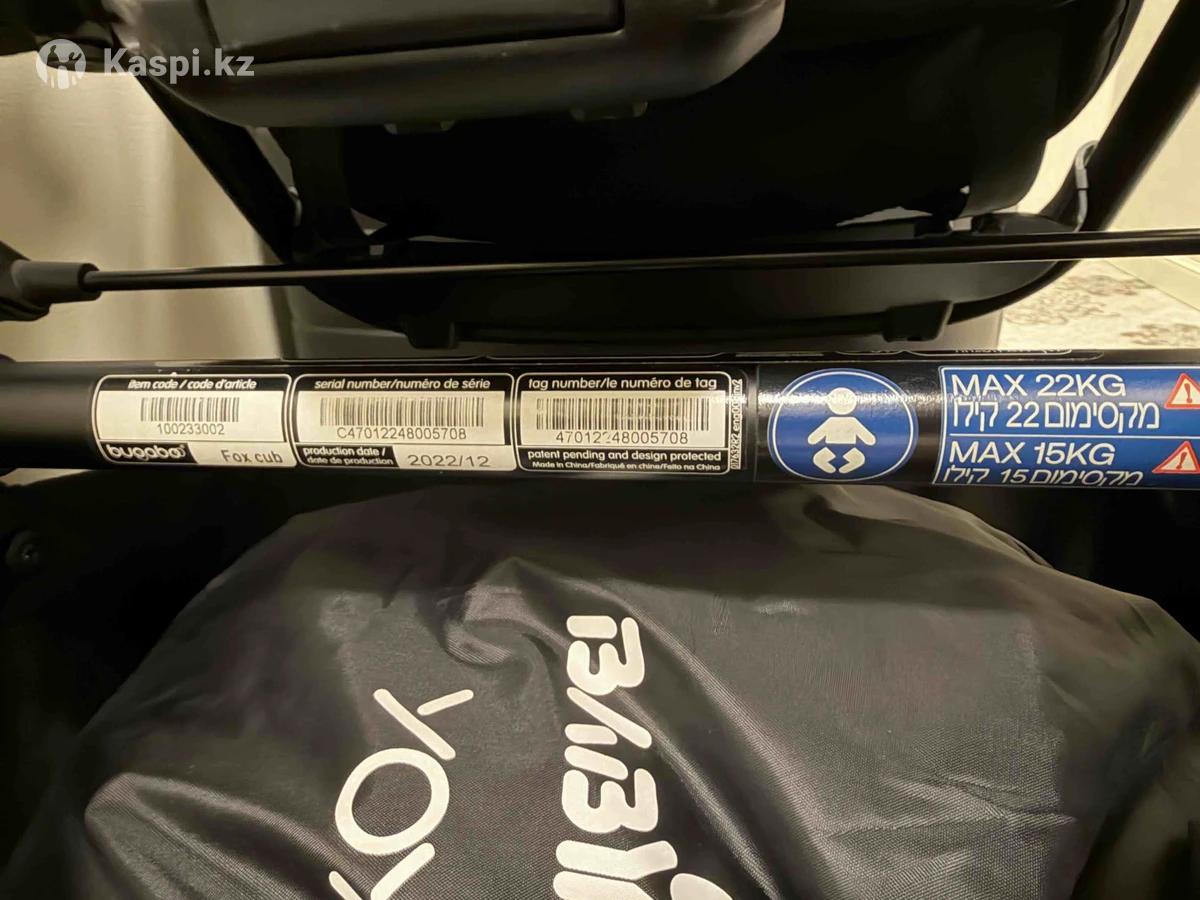 Kaspi.kz
item code / code d'article
100233002
bugaboo
Fox cub
serial number/numéro de série
C47012248005708
production date /
date de production
2022/12
tag number/le numéro de tag
47012248005708
patent pending and design protected
Made in China/Fabriqué en chine/Feito na China
MAX 22KG
מקסימום 22 קילו
MAX 15KG
מקסימום 15 קילו